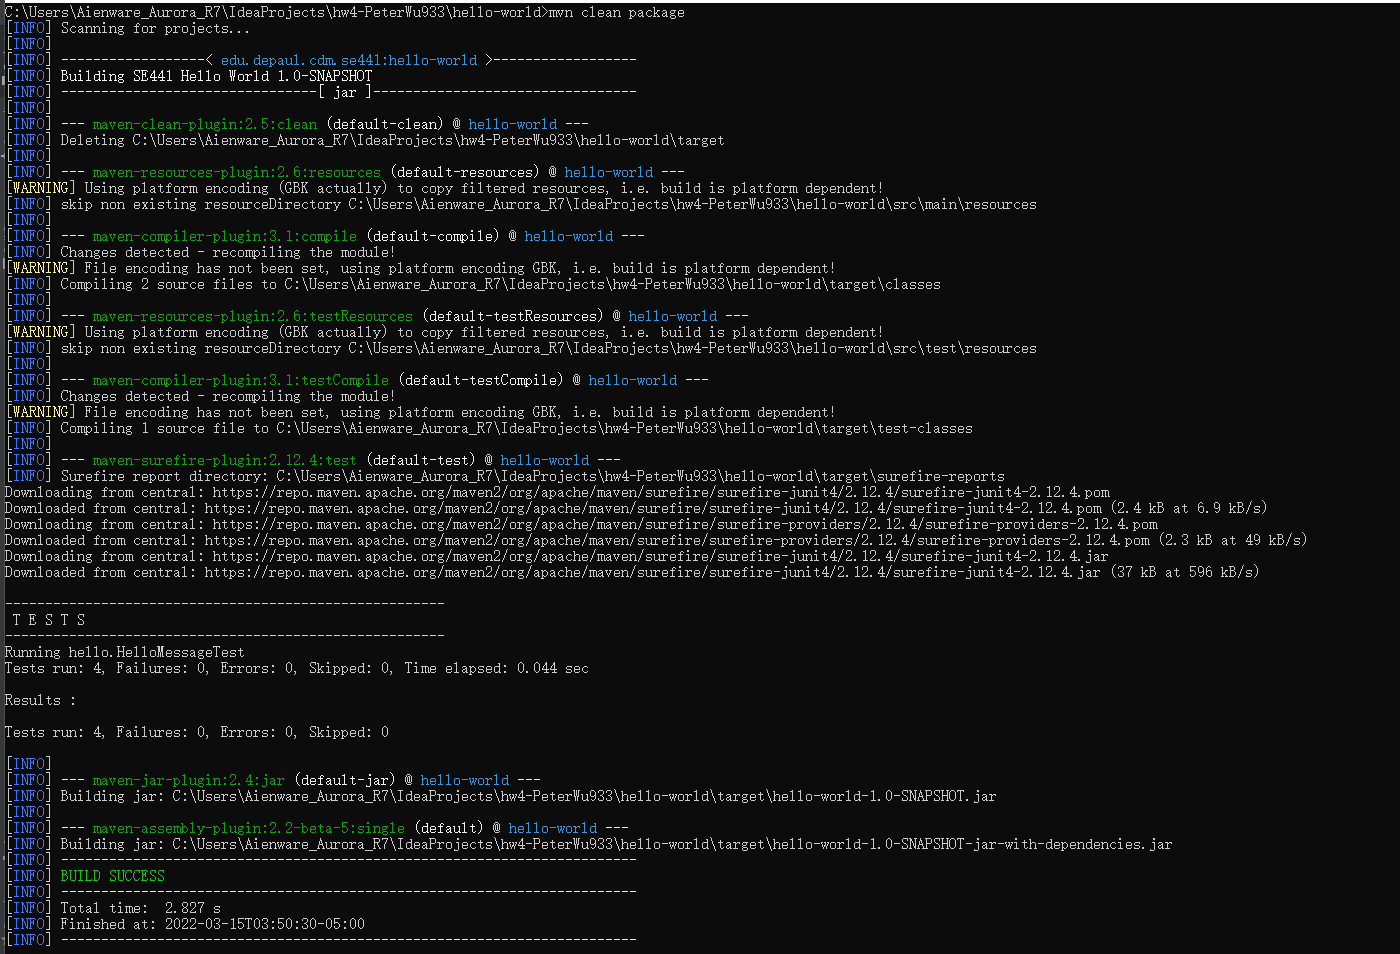 C:\Users\Aienware_Aurora_R7\IdeaProjects\hw4-PeterWu933\hello-world>mvn clean package
[INFO] Scanning for projects...
[INFO]
[INFO] ------------------< edu.depaul.cdm.se441:hello-world >------------------
[INFO] Building SE441 Hello World 1.0-SNAPSHOT
[INFO] --------------------------------[ jar ]---------------------------------
[INFO]
[INFO] --- maven-clean-plugin:2.5:clean (default-clean) @ hello-world ---
[INFO] Deleting C:\Users\Aienware_Aurora_R7\IdeaProjects\hw4-PeterWu933\hello-world\target
[INFO]
[INFO] --- maven-resources-plugin:2.6:resources (default-resources) @ hello-world ---
[WARNING] Using platform encoding (GBK actually) to copy filtered resources, i.e. build is platform dependent!
[INFO] skip non existing resourceDirectory C:\Users\Aienware_Aurora_R7\IdeaProjects\hw4-PeterWu933\hello-world\src\main\resources
[INFO]
[INFO] --- maven-compiler-plugin:3.1:compile (default-compile) @ hello-world ---
[INFO] Changes detected - recompiling the module!
[WARNING] File encoding has not been set, using platform encoding GBK, i.e. build is platform dependent!
[INFO] Compiling 2 source files to C:\Users\Aienware_Aurora_R7\IdeaProjects\hw4-PeterWu933\hello-world\target\classes
[INFO]
[INFO] --- maven-resources-plugin:2.6:testResources (default-testResources) @ hello-world ---
[WARNING] Using platform encoding (GBK actually) to copy filtered resources, i.e. build is platform dependent!
[INFO] skip non existing resourceDirectory C:\Users\Aienware_Aurora_R7\IdeaProjects\hw4-PeterWu933\hello-world\src\test\resources
[INFO]
[INFO] --- maven-compiler-plugin:3.1:testCompile (default-testCompile) @ hello-world ---
[INFO] Changes detected - recompiling the module!
[WARNING] File encoding has not been set, using platform encoding GBK, i.e. build is platform dependent!
[INFO] Compiling 1 source file to C:\Users\Aienware_Aurora_R7\IdeaProjects\hw4-PeterWu933\hello-world\target\test-classes
[INFO]
[INFO] --- maven-surefire-plugin:2.12.4:test (default-test) @ hello-world ---
[INFO] Surefire report directory: C:\Users\Aienware_Aurora_R7\IdeaProjects\hw4-PeterWu933\hello-world\target\surefire-reports
Downloading from central: https://repo.maven.apache.org/maven2/org/apache/maven/surefire/surefire-junit4/2.12.4/surefire-junit4-2.12.4.pom
Downloaded from central: https://repo.maven.apache.org/maven2/org/apache/maven/surefire/surefire-junit4/2.12.4/surefire-junit4-2.12.4.pom (2.4 kB at 6.9 kB/s)
Downloading from central: https://repo.maven.apache.org/maven2/org/apache/maven/surefire/surefire-providers/2.12.4/surefire-providers-2.12.4.pom
Downloaded from central: https://repo.maven.apache.org/maven2/org/apache/maven/surefire/surefire-providers/2.12.4/surefire-providers-2.12.4.pom (2.3 kB at 49 kB/s)
Downloading from central: https://repo.maven.apache.org/maven2/org/apache/maven/surefire/surefire-junit4/2.12.4/surefire-junit4-2.12.4.jar
Downloaded from central: https://repo.maven.apache.org/maven2/org/apache/maven/surefire/surefire-junit4/2.12.4/surefire-junit4-2.12.4.jar (37 kB at 596 kB/s)
-------------------------------------------------------
T E S T S
-------------------------------------------------------
Running hello.HelloMessageTest
Tests run: 4, Failures: 0, Errors: 0, Skipped: 0, Time elapsed: 0.044 sec
Results :
Tests run: 4, Failures: 0, Errors: 0, Skipped: 0
[INFO]
[INFO] --- maven-jar-plugin:2.4:jar (default-jar) @ hello-world ---
[INFO] Building jar: C:\Users\Aienware_Aurora_R7\IdeaProjects\hw4-PeterWu933\hello-world\target\hello-world-1.0-SNAPSHOT.jar
[INFO]
[INFO] --- maven-assembly-plugin:2.2-beta-5:single (default) @ hello-world ---
[INFO] Building jar: C:\Users\Aienware_Aurora_R7\IdeaProjects\hw4-PeterWu933\hello-world\target\hello-world-1.0-SNAPSHOT-jar-with-dependencies.jar
[INFO] ------------------------------------------------------------------------
[INFO] BUILD SUCCESS
[INFO] ------------------------------------------------------------------------
[INFO] Total time:  2.827 s
[INFO] Finished at: 2022-03-15T03:50:30-05:00
[INFO] ------------------------------------------------------------------------